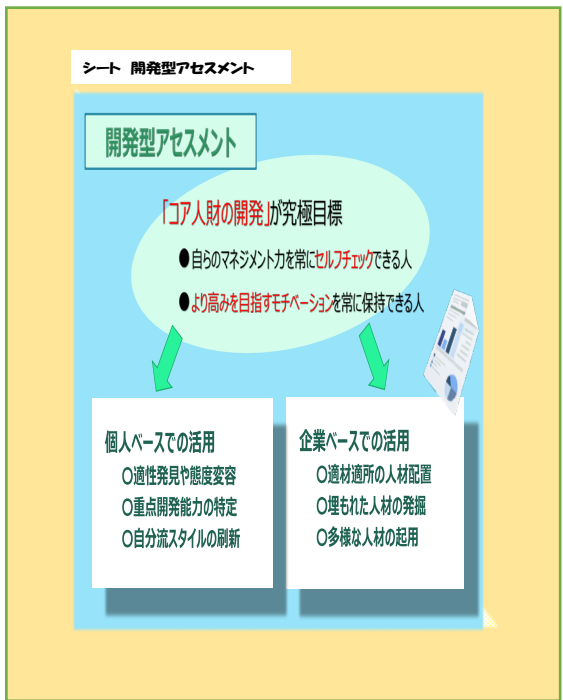 シート 開発型アセスメント
開発型アセスメント
「コア人財の開発」が究極目標
●自らのマネジメント力を常にセルフチェックできる人
●より高みを目指すモチベーションを常に保持できる人
個人ベースでの活用
〇適性発見や態度変容
〇重点開発能力の特定
〇自分流スタイルの刷新
企業ベースでの活用
〇適材適所の人材配置
〇埋もれた人材の発掘
〇多様な人材の起用